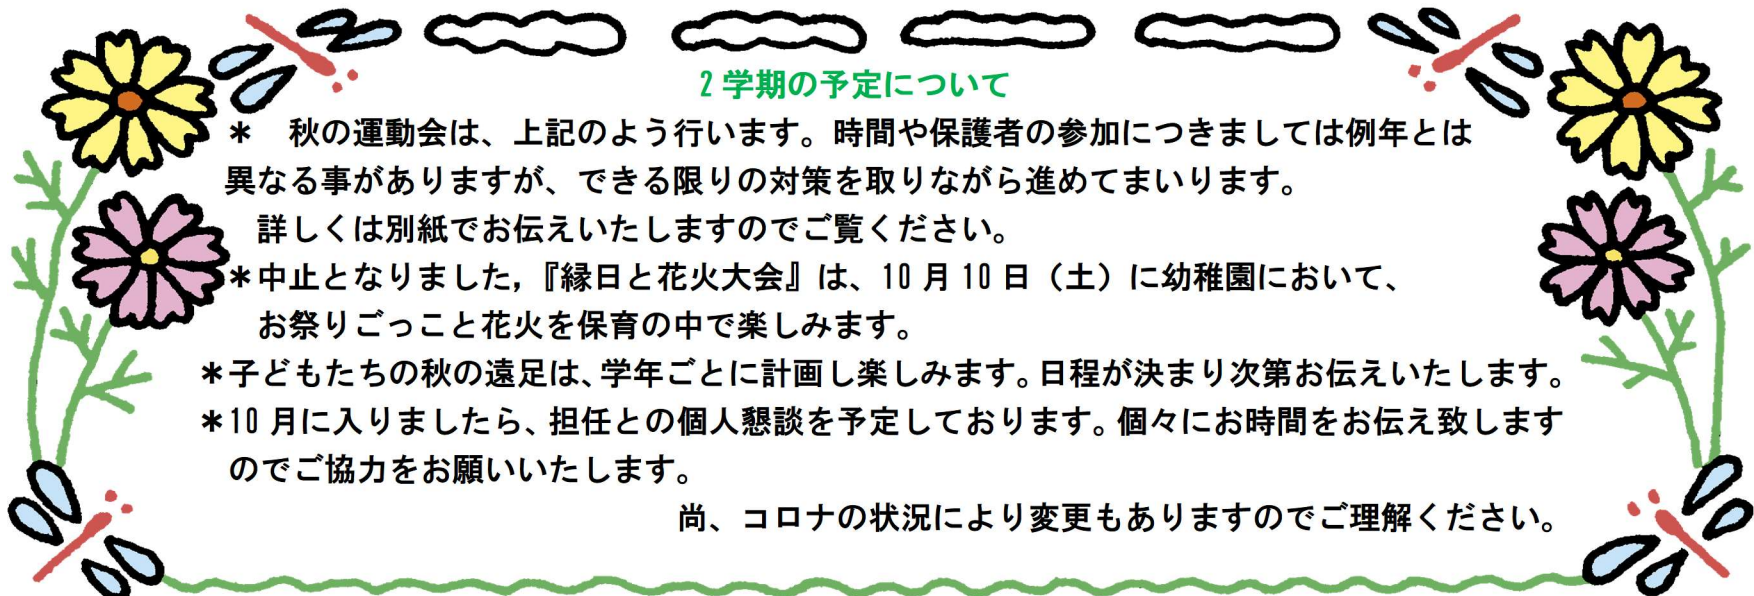 2学期の予定について
＊　秋の運動会は、上記のよう行います。時間や保護者の参加につきましては例年とは
異なる事がありますが、できる限りの対策を取りながら進めてまいります。
詳しくは別紙でお伝えいたしますのでご覧ください。
＊中止となりました,『縁日と花火大会』は、10月10日（土）に幼稚園において、
お祭りごっこと花火を保育の中で楽しみます。
＊子どもたちの秋の遠足は、学年ごとに計画し楽しみます。日程が決まり次第お伝えいたします。
＊10月に入りましたら、担任との個人懇談を予定しております。個々にお時間をお伝え致します
のでご協力をお願いいたします。
尚、コロナの状況により変更もありますのでご理解ください。